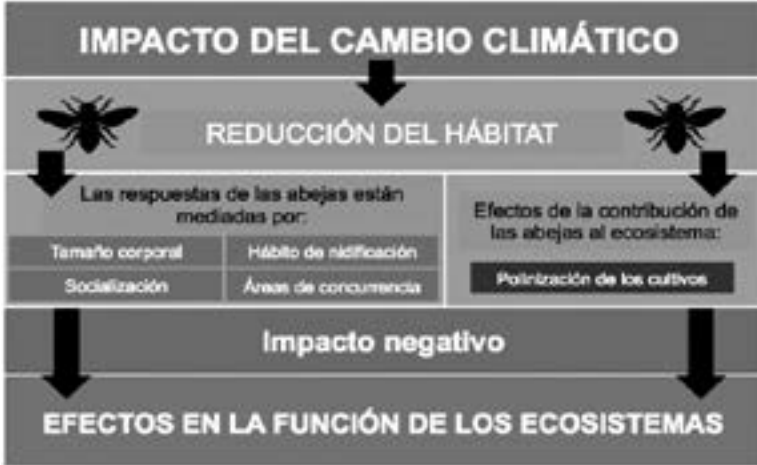 IMPACTO DEL CAMBIO CLIMÁTICO
REDUCCIÓN DEL HÁBITAT
Las respuestas de las abejas están
mediadas por:
Tamaño corporal
Hábito de nidificación
Socialización
Áreas de concurrencia
Efectos de la contribución de
las abejas al ecosistema:
Polinización de los cultivos
Impacto negativo
EFECTOS EN LA FUNCIÓN DE LOS ECOSISTEMAS